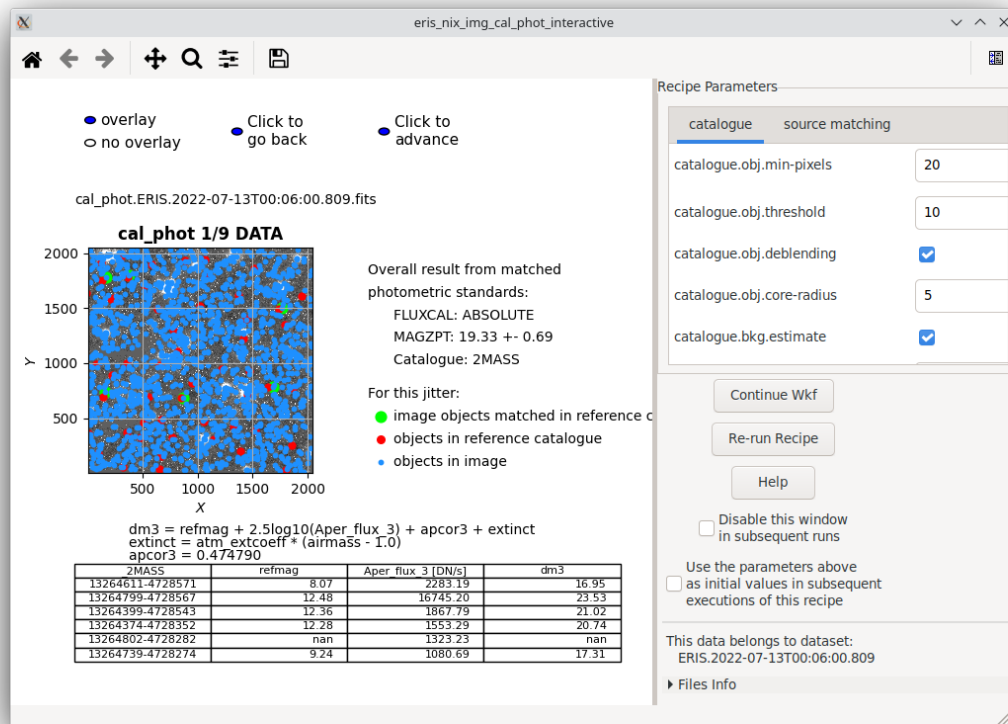 eris_nix_img_cal_phot_interactive
overlay
no overlay
Click to
go back
Click to
advance
cal_phot.ERIS.2022-07-13T00:06:00.809.fits
cal_phot 1/9 DATA
2000
1500
1000
500
Y
500 1000 1500 2000
X
Overall result from matched
photometric standards:
FLUXCAL: ABSOLUTE
MAGZPT: 19.33 +- 0.69
Catalogue: 2MASS
For this jitter:
image objects matched in reference c
objects in reference catalogue
objects in image
dm3 = refmag + 2.5log10(Aper_flux_3) + apcor3 + extinct
extinct = atm_extcoeff * (airmass - 1.0)
apcor3 = 0.474790
2MASS refmag Aper_flux_3 [DN/s] dm3
13264611-4728571 8.07 2283.19 16.95
13264799-4728567 12.48 16745.20 23.53
13264399-4728543 12.36 1867.79 21.02
13264374-4728352 12.28 1553.29 20.74
13264802-4728282 nan 1323.23 nan
13264739-4728274 9.24 1080.69 17.31
Recipe Parameters
catalogue source matching
catalogue.obj.min-pixels 20
catalogue.obj.threshold 10
catalogue.obj.deblending
catalogue.obj.core-radius 5
catalogue.bkg.estimate
Continue Wkf
Re-run Recipe
Help
Disable this window
in subsequent runs
Use the parameters above
as initial values in subsequent
executions of this recipe
This data belongs to dataset:
ERIS.2022-07-13T00:06:00.809
Files Info